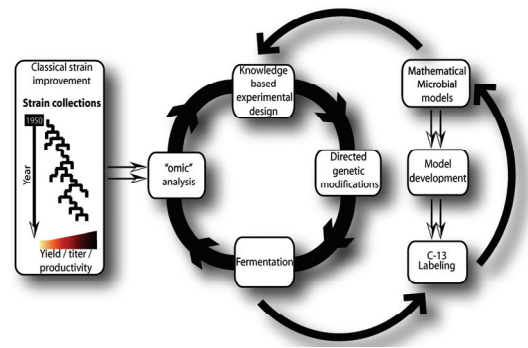 Classical strain
improvement
Strain collections
1950
Year
Yield / titer /
productivity
"omic"
analysis
Knowledge
based
experimental
design
Directed
genetic
modifications
Fermentation
Mathematical
Microbial
models
Model
development
C-13
Labeling